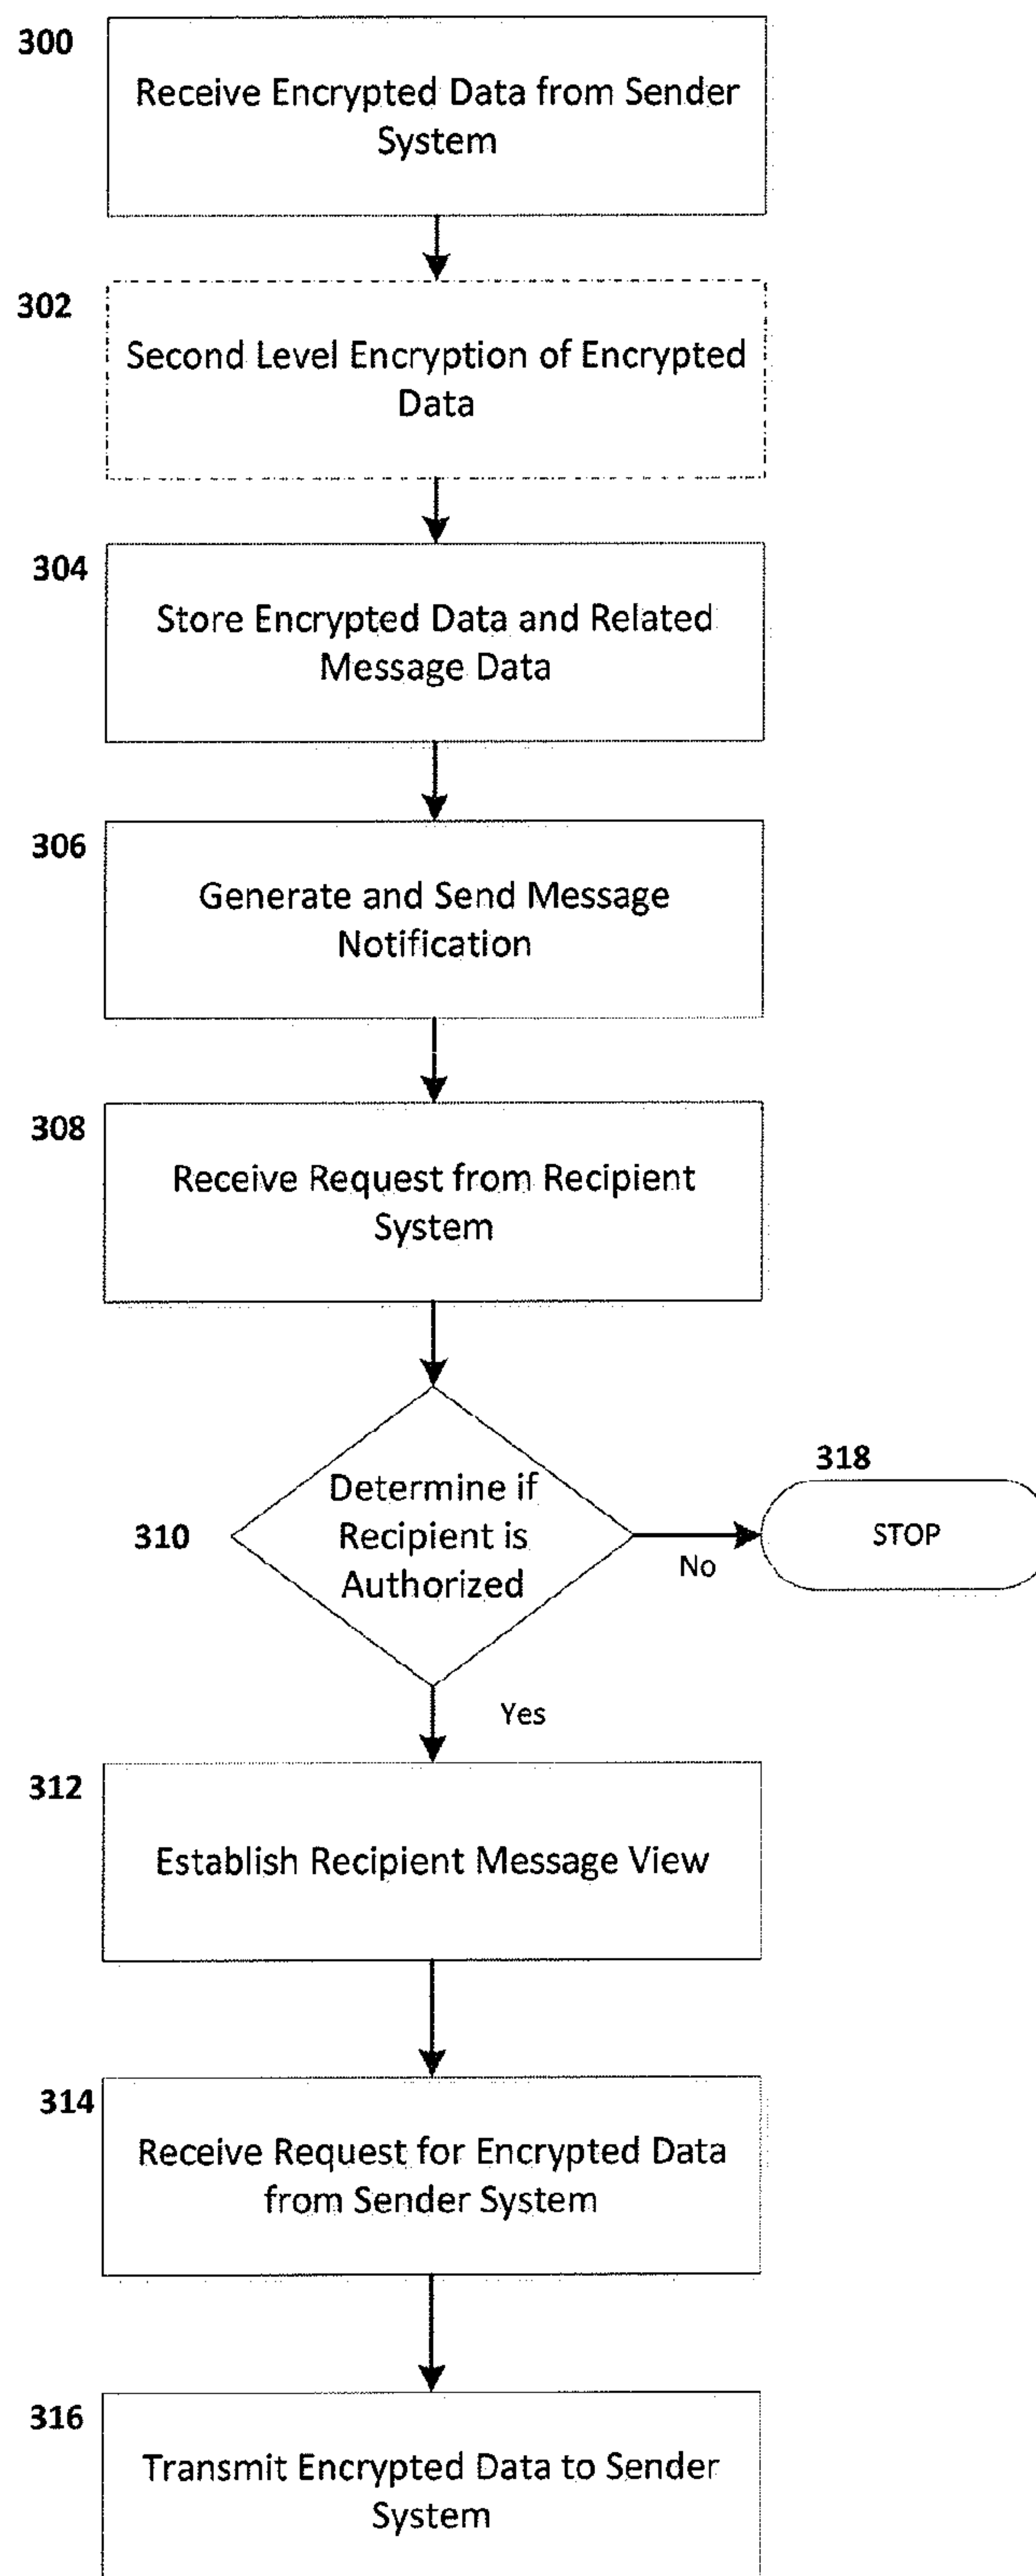 300
Receive Encrypted Data from Sender
System
302
Second Level Encryption of Encrypted
Data
304
Store Encrypted Data and Related
Message Data
306
Generate and Send Message
Notification
308
Receive Request from Recipient
System
310
Determine if
Recipient is
Authorized
No
318
STOP
Yes
312
Establish Recipient Message View
314
Receive Request for Encrypted Data
from Sender System
316
Transmit Encrypted Data to Sender
System